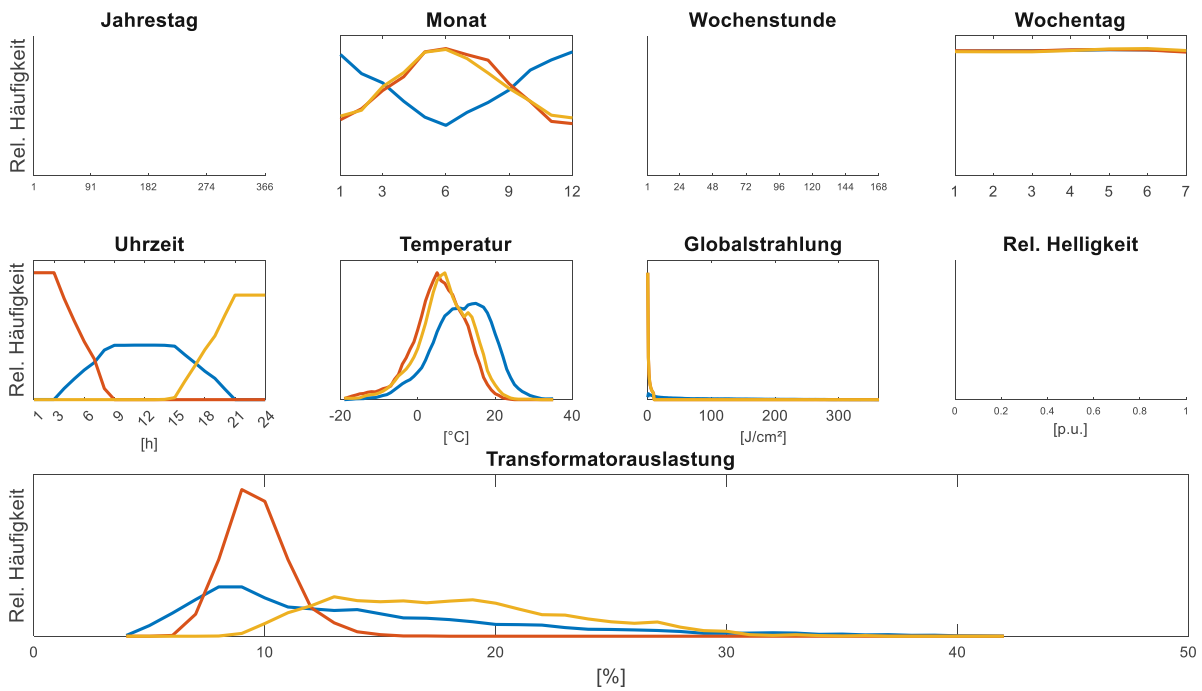 Jahrestag Monat Wochenstunde Wochentag
Rel. Häufigkeit
1 91 182 274 366
1 3 6 9 12
1 24 48 72 96 120 144 168
1 2 3 4 5 6 7
Uhrzeit Temperatur Globalstrahlung Rel. Helligkeit
Rel. Häufigkeit
1 3 6 9 12 15 18 21 24
-20 0 20 40
0 100 200 300
0 0.2 0.4 0.6 0.8 1
[h] [°C] [J/cm²] [p.u.]
Transformatorauslastung
Rel. Häufigkeit
0 10 20 30 40 50
[%]